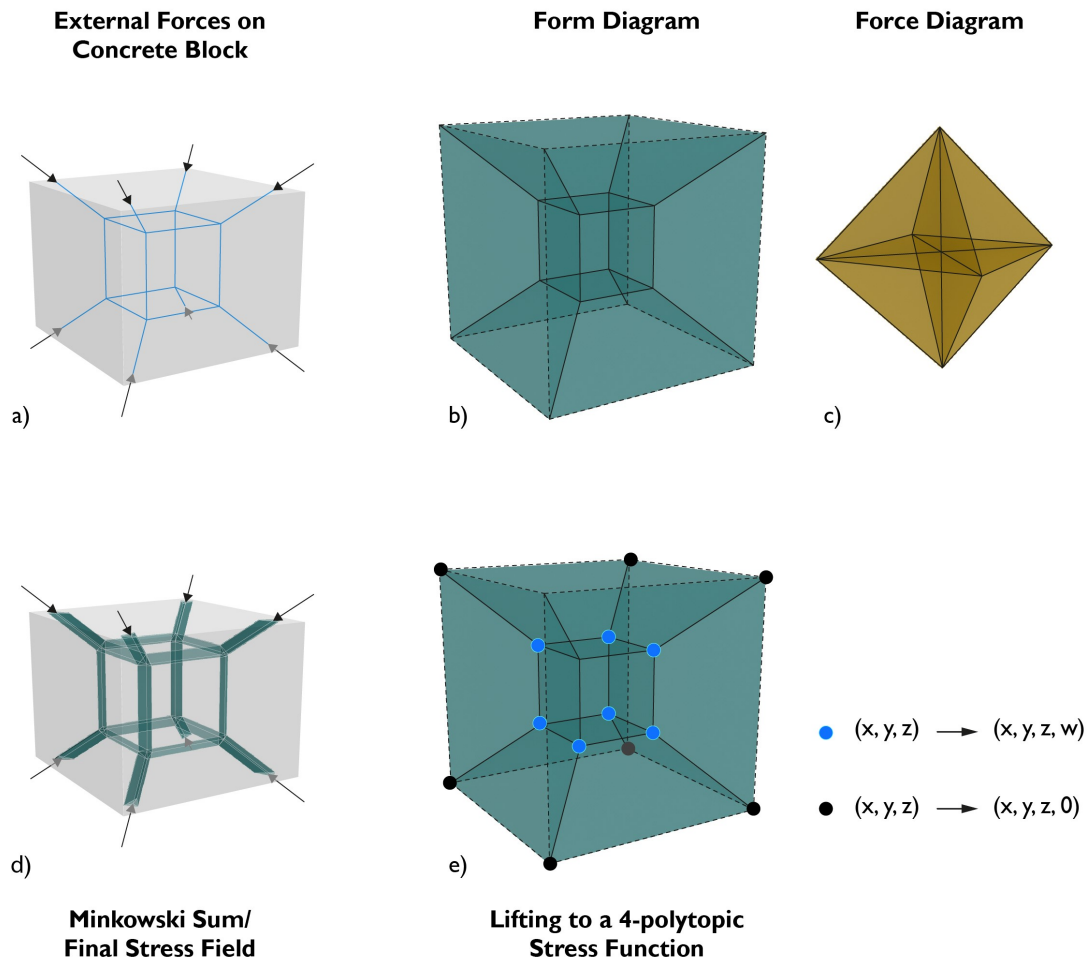 External Forces on
Concrete Block
Form Diagram
Force Diagram
a)
b)
c)
(x, y, z) → (x, y, z, w)
(x, y, z) → (x, y, z, 0)
d)
e)
Minkowski Sum/
Final Stress Field
Lifting to a 4-polytopic
Stress Function